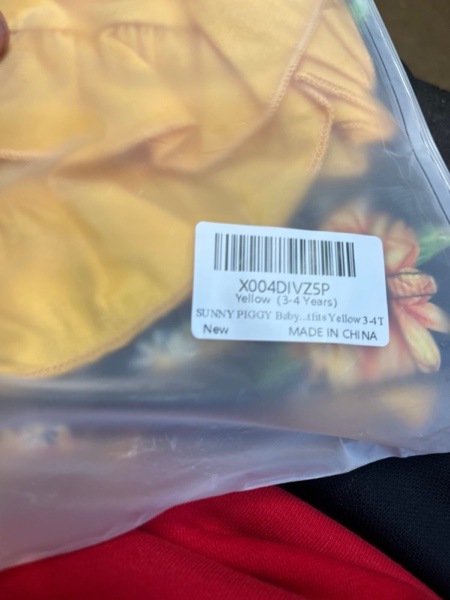 X004DIVZ5P
Yellow (3-4 Years)
SUNNY PIGGY Baby...tfits Yellow 3-4T
New MADE IN CHINA